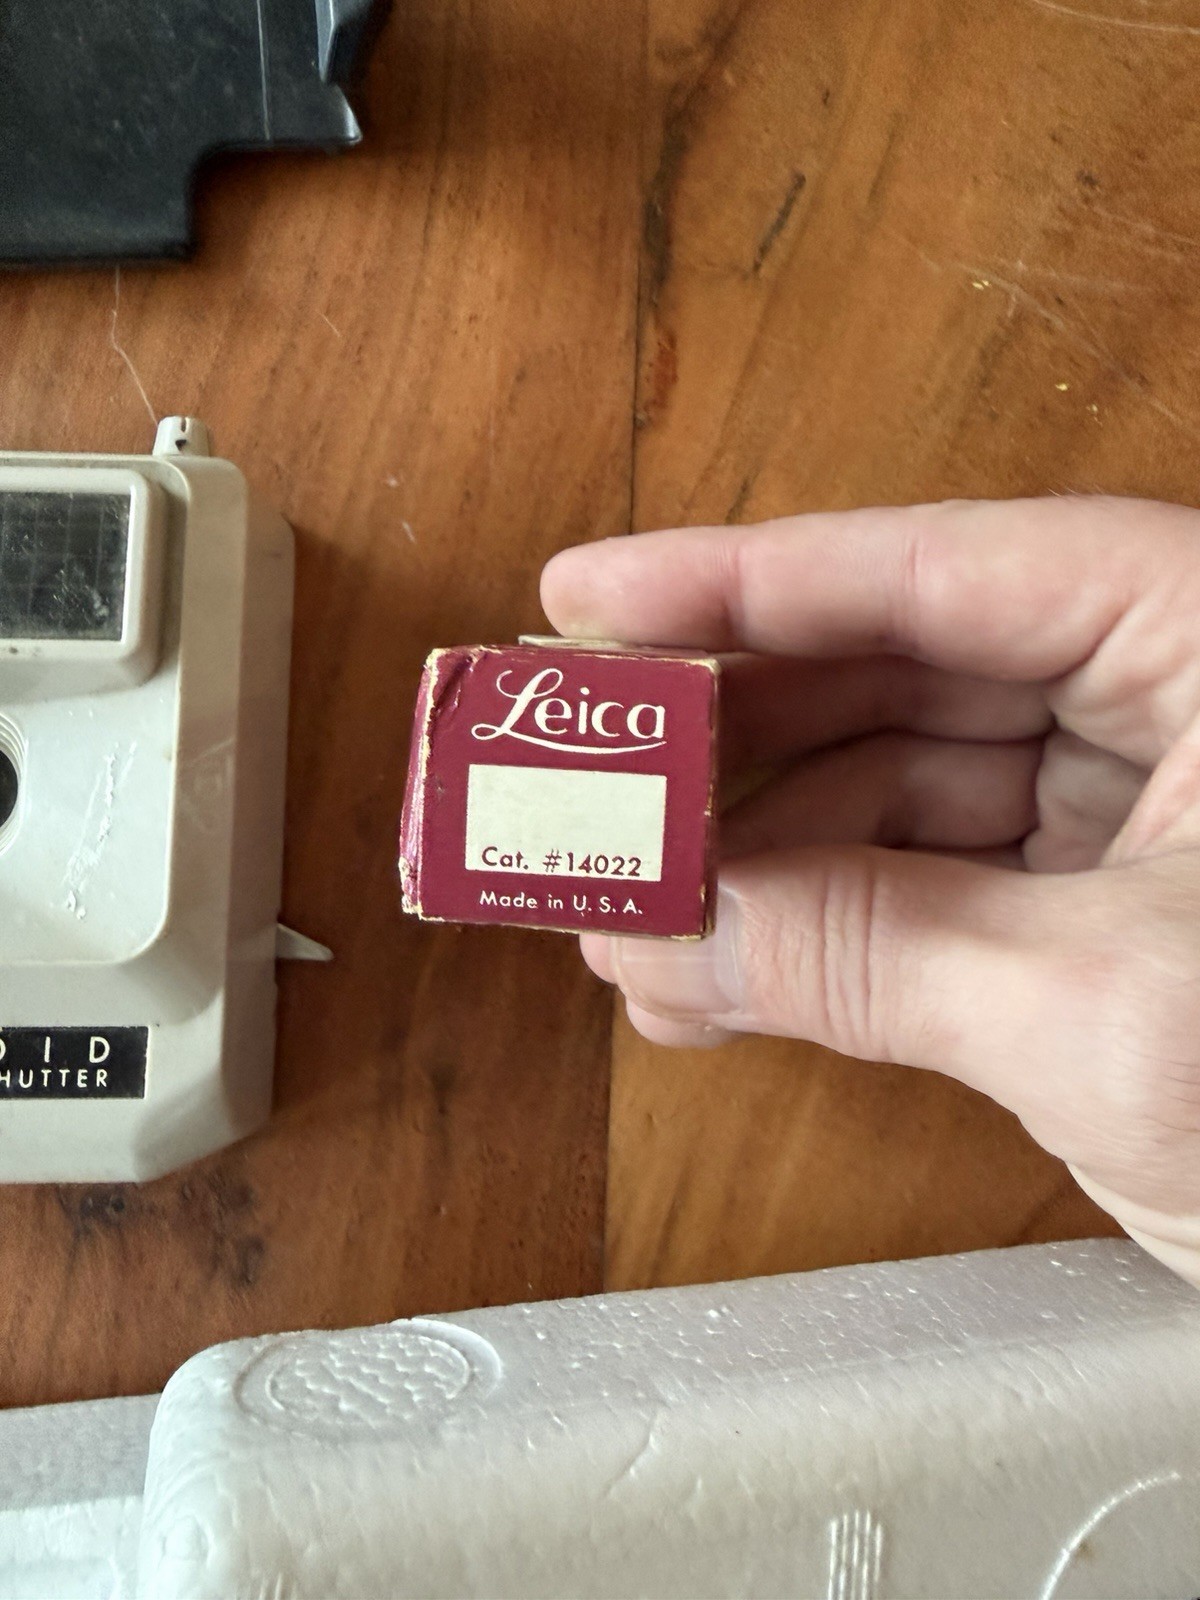 Leica
Cat. #14022
Made in U. S. A.
OID
HUTTER